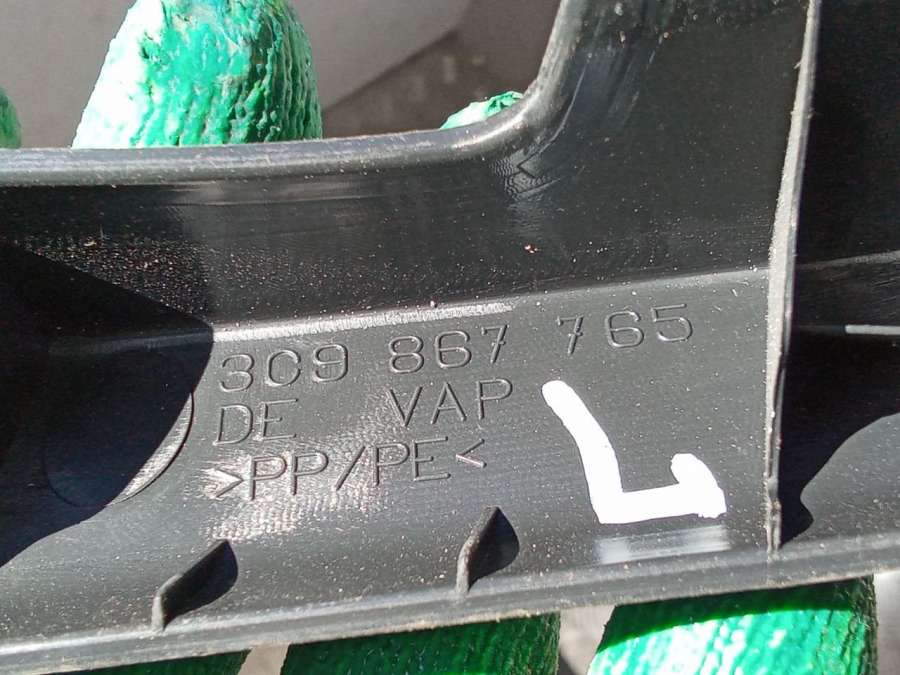 3C9 867 765
DE VAP
>PP/PE<
L